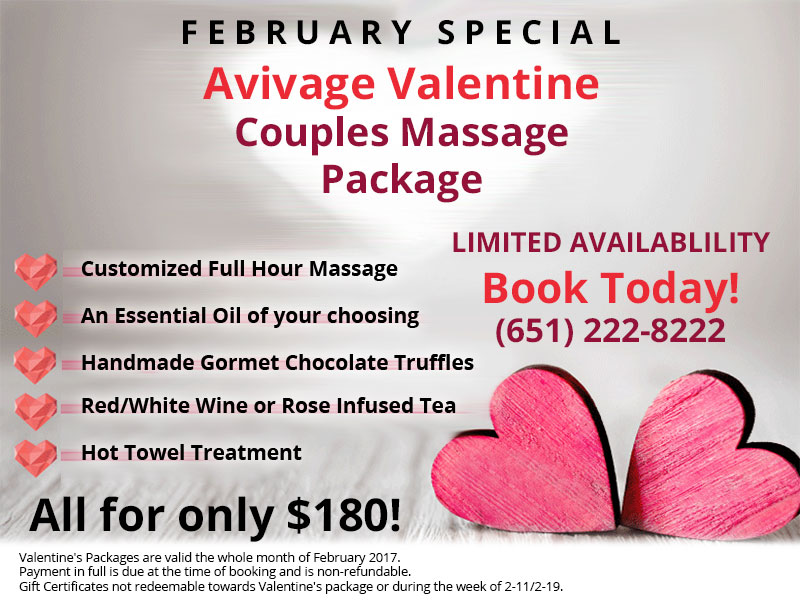 FEBRUARY SPECIAL
Avivage Valentine
Couples Massage
Package
LIMITED AVAILABLILITY
Book Today!
(651) 222-8222
Customized Full Hour Massage
An Essential Oil of your choosing
Handmade Gormet Chocolate Truffles
Red/White Wine or Rose Infused Tea
Hot Towel Treatment
All for only $180!
Valentine's Packages are valid the whole month of February 2017.
Payment in full is due at the time of booking and is non-refundable.
Gift Certificates not redeemable towards Valentine's package or during the week of 2-11/2-19.